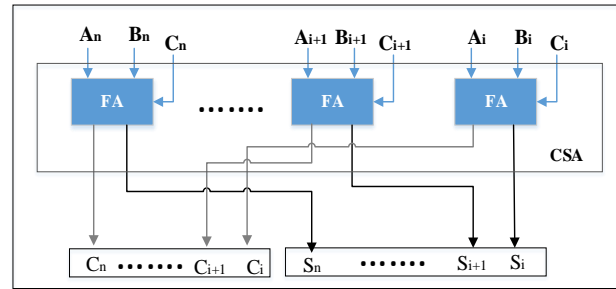 An Bn Cn Ai+1 Bi+1 Ci+1 Ai Bi Ci
FA ....... FA FA
CSA
Cn ....... Ci+1 Ci Sn ....... Si+1 Si